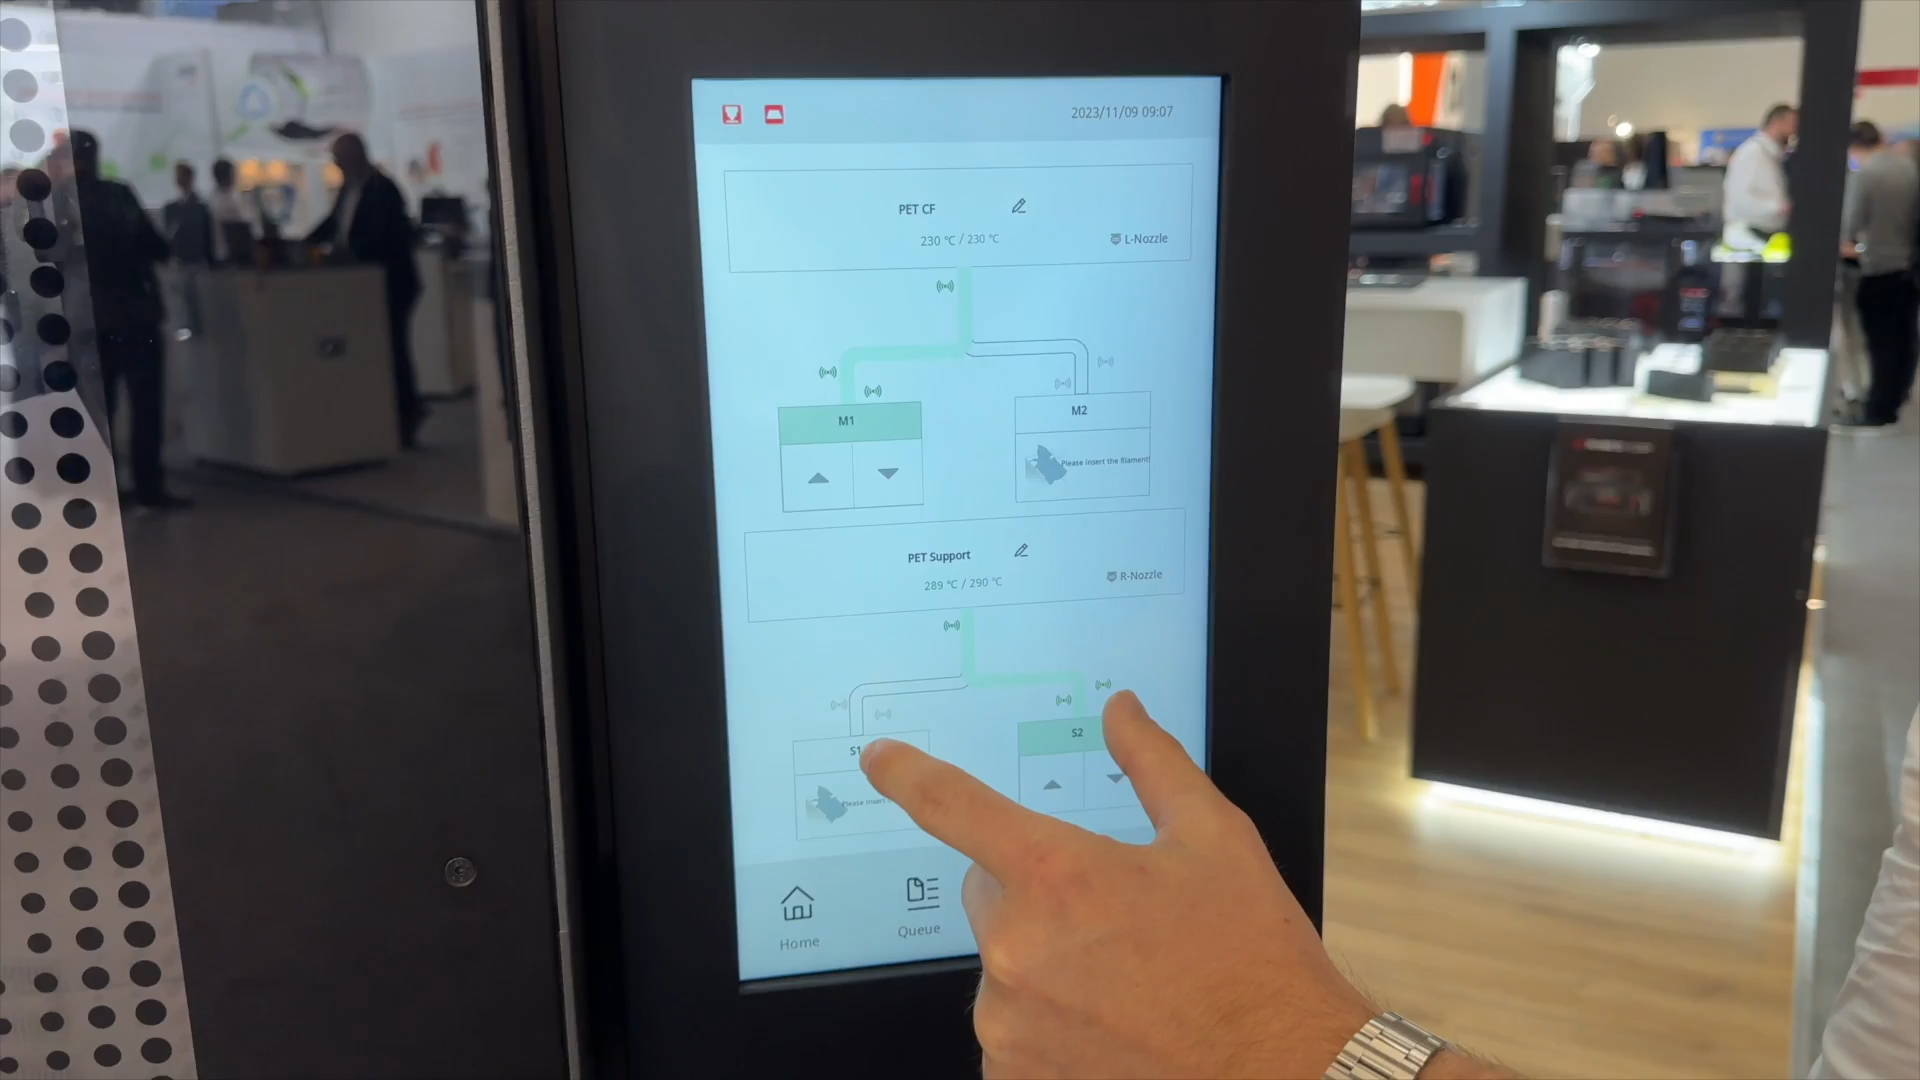 2023/11/09 09:07
PET CF
230 °C / 230 °C
L-Nozzle
M1
M2
Please insert the filament!
PET Support
289 °C / 290 °C
R-Nozzle
S1
S2
Please insert
Home
Queue